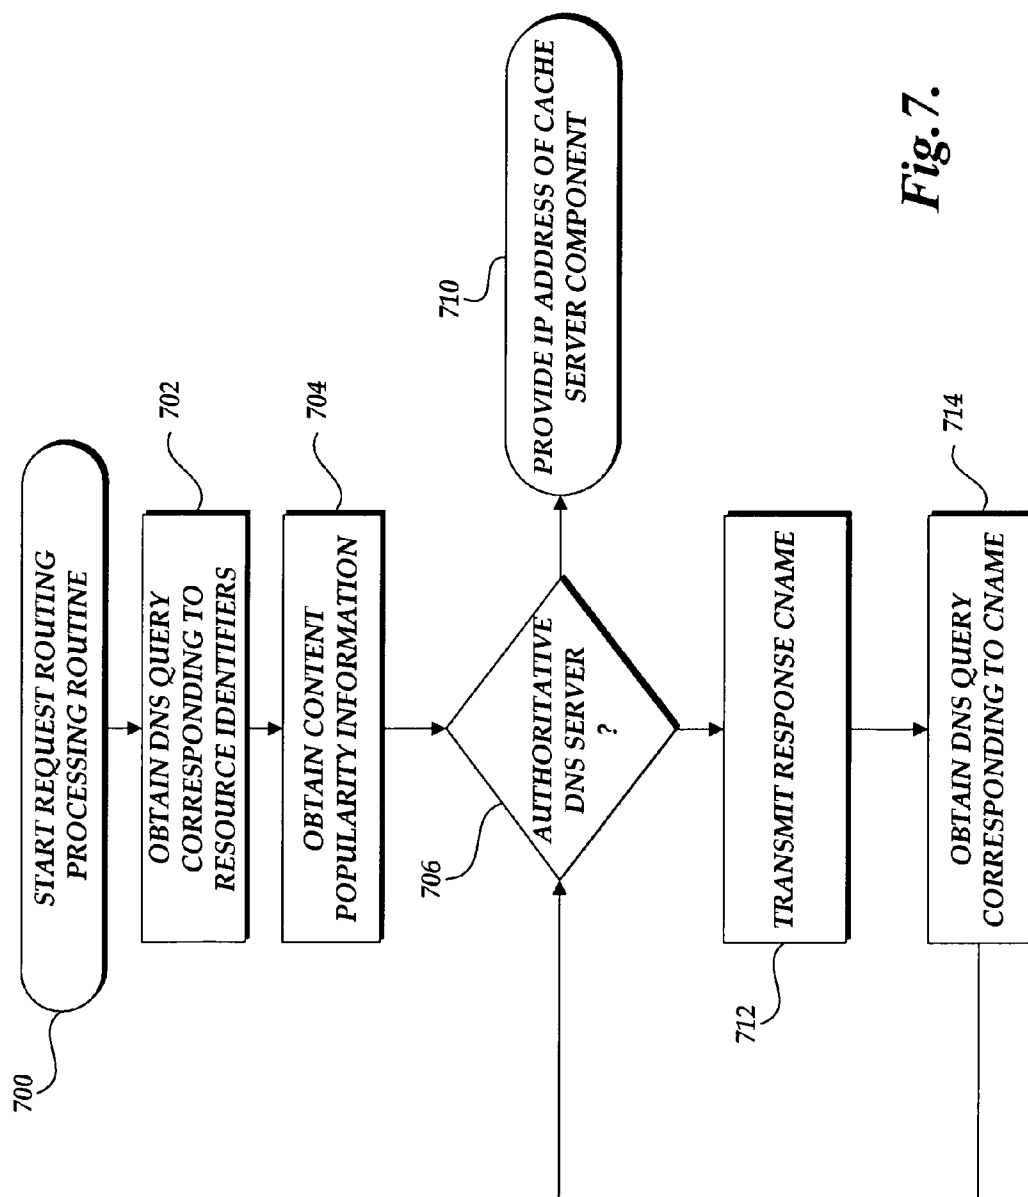 700
START REQUEST ROUTING
PROCESSING ROUTINE
702
OBTAIN DNS QUERY
CORRESPONDING TO
RESOURCE IDENTIFIERS
704
OBTAIN CONTENT
POPULARITY INFORMATION
706
AUTHORITATIVE
DNS SERVER
?
710
PROVIDE IP ADDRESS OF CACHE
SERVER COMPONENT
712
TRANSMIT RESPONSE CNAME
714
OBTAIN DNS QUERY
CORRESPONDING TO CNAME
Fig.7.